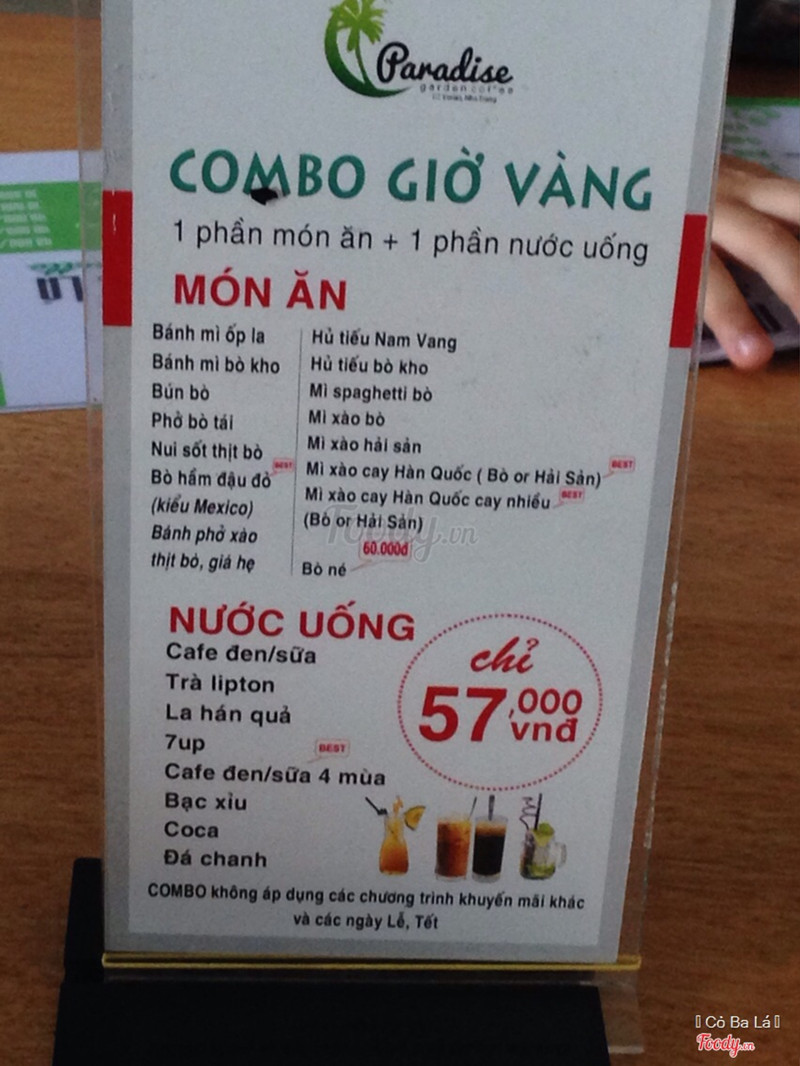 Paradise
garden coffee
COMBO GIỜ VÀNG
1 phần món ăn + 1 phần nước uống
MÓN ĂN
Bánh mì ốp la
Bánh mì bò kho
Bún bò
Phở bò tái
Nui sốt thịt bò
BEST
Bò hầm đậu đỏ
(kiểu Mexico)
Bánh phở xào
thịt bò, giá hẹ
Hủ tiếu Nam Vang
Hủ tiếu bò kho
Mì spaghetti bò
Mì xào bò
Mì xào hải sản
BEST
Mì xào cay Hàn Quốc ( Bò or Hải Sản)
Mì xào cay Hàn Quốc cay nhiều BEST
(Bò or Hải Sản)
60.000đ
Bò né
NƯỚC UỐNG
Cafe đen/sữa
Trà lipton
La hán quả
7up
BEST
Cafe đen/sữa 4 mùa
Bạc xỉu
Coca
Đá chanh
chỉ
57,000
vnđ
COMBO không áp dụng các chương trình khuyến mãi khác
và các ngày Lễ, Tết
Foody.vn
Cỏ Ba Lá
Foody.vn